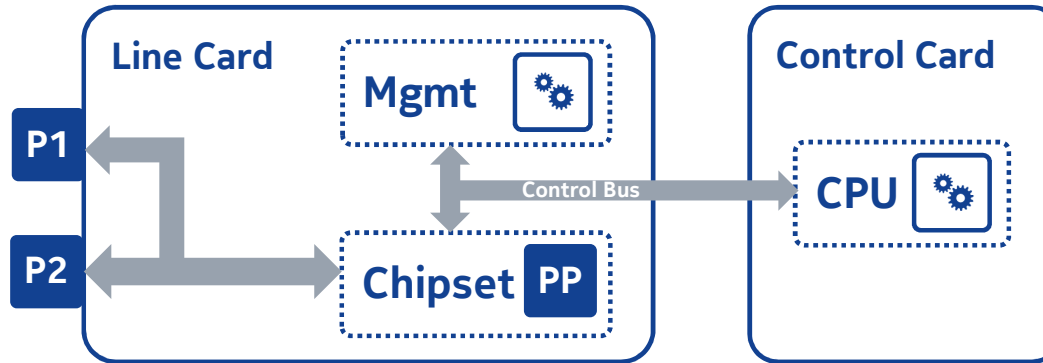 Line Card
Control Card
Mgmt
P1
Control Bus
CPU
P2
Chipset
PP